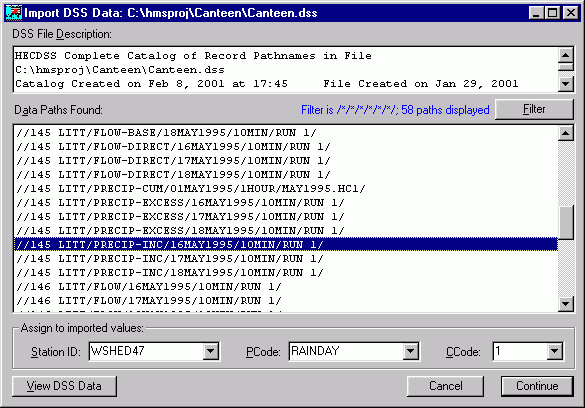 Import DSS Data: C:\hmsproj\Canteen\Canteen.dss
DSS File Description:
HECDSS Complete Catalog of Record Pathnames in File
C:\hmsproj\Canteen\Canteen.dss
Catalog Created on Feb 8, 2001 at 17:45 File Created on Jan 29, 2001
Data Paths Found: Filter is /*/*/*/*/*/*/; 58 paths displayed Filter
//145 LITT/FLOW-BASE/18MAY1995/10MIN/RUN 1/
//145 LITT/FLOW-DIRECT/16MAY1995/10MIN/RUN 1/
//145 LITT/FLOW-DIRECT/17MAY1995/10MIN/RUN 1/
//145 LITT/FLOW-DIRECT/18MAY1995/10MIN/RUN 1/
//145 LITT/PRECIP-CUM/01MAY1995/1HOUR/MAY1995.HC1/
//145 LITT/PRECIP-EXCESS/16MAY1995/10MIN/RUN 1/
//145 LITT/PRECIP-EXCESS/17MAY1995/10MIN/RUN 1/
//145 LITT/PRECIP-EXCESS/18MAY1995/10MIN/RUN 1/
//145 LITT/PRECIP-INC/16MAY1995/10MIN/RUN 1/
//145 LITT/PRECIP-INC/17MAY1995/10MIN/RUN 1/
//145 LITT/PRECIP-INC/18MAY1995/10MIN/RUN 1/
//146 LITT/FLOW/16MAY1995/10MIN/RUN 1/
//146 LITT/FLOW/17MAY1995/10MIN/RUN 1/
Assign to imported values:
Station ID: WSHED47 PCode: RAINDAY CCode: 1
View DSS Data Cancel Continue